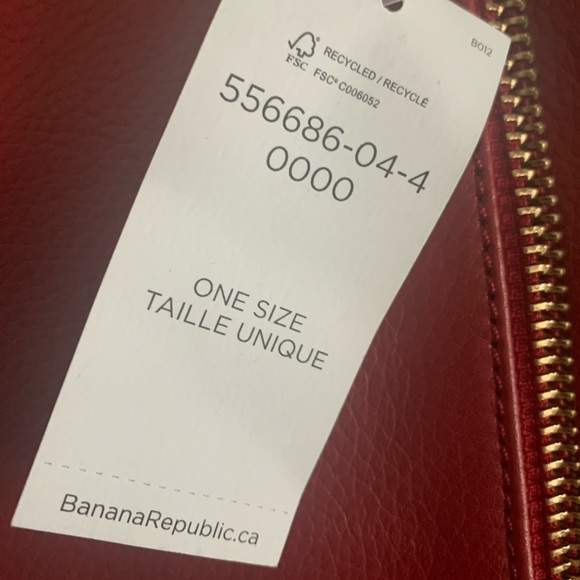 B012
RECYCLED / RECYCLÉ
FSC FSC® C006052
556686-04-4
0000
ONE SIZE
TAILLE UNIQUE
BananaRepublic.ca